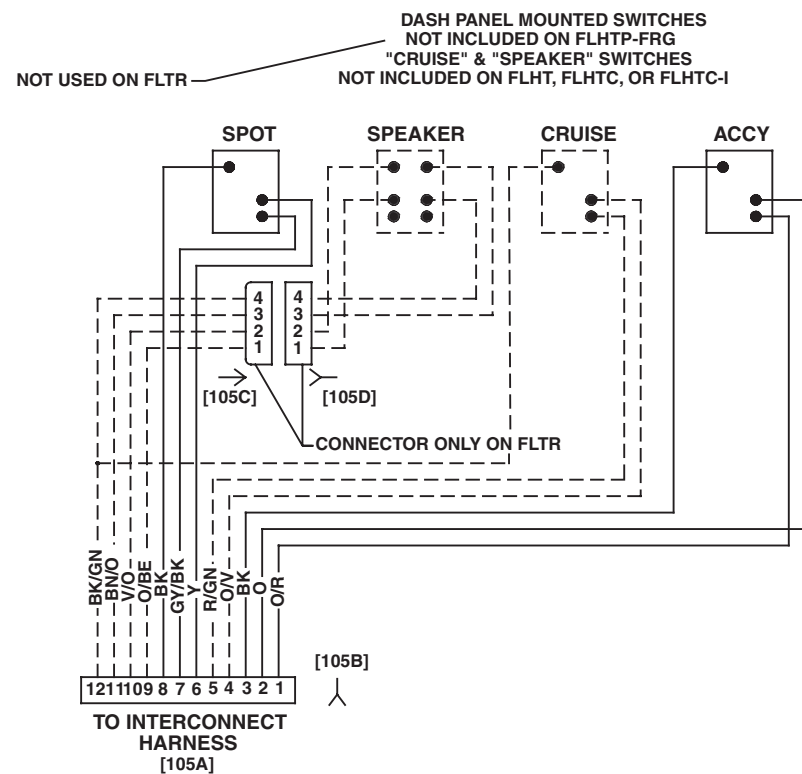 DASH PANEL MOUNTED SWITCHES
NOT INCLUDED ON FLHTP-FRG
"CRUISE" & "SPEAKER" SWITCHES
NOT INCLUDED ON FLHT, FLHTC, OR FLHTC-I
NOT USED ON FLTR
SPOT SPEAKER CRUISE ACCY
4 4
3 3
2 2
1 1
[105C] [105D]
CONNECTOR ONLY ON FLTR
BK/GN
BN/O
V/O
O/BE
BK
GY/BK
Y
R/GN
O/V
BK
O
O/R
[105B]
12 11 10 9 8 7 6 5 4 3 2 1
TO INTERCONNECT
HARNESS
[105A]